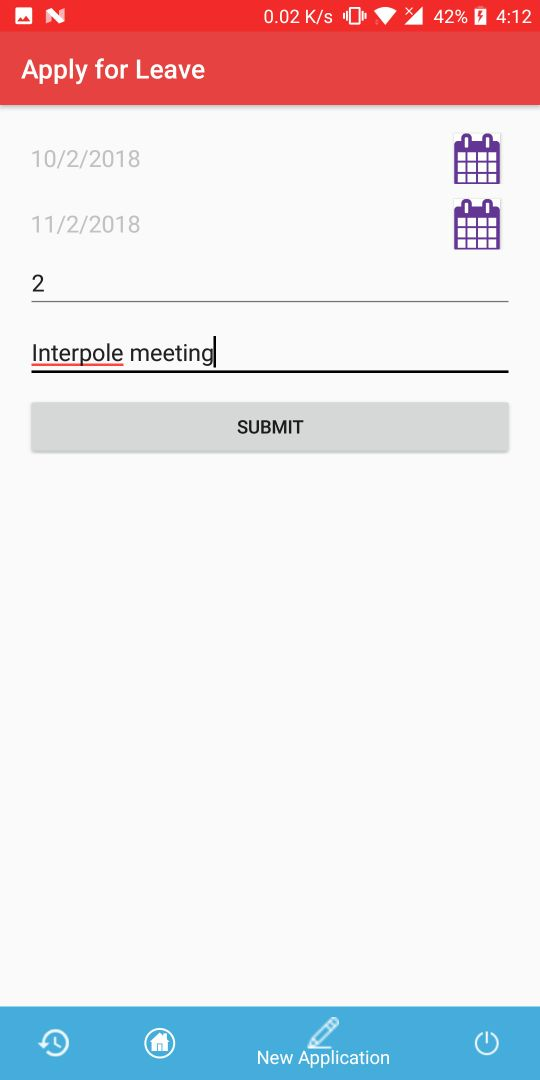 0.02 K/s 42% 4:12
Apply for Leave
10/2/2018
11/2/2018
2
Interpole meeting
SUBMIT
New Application